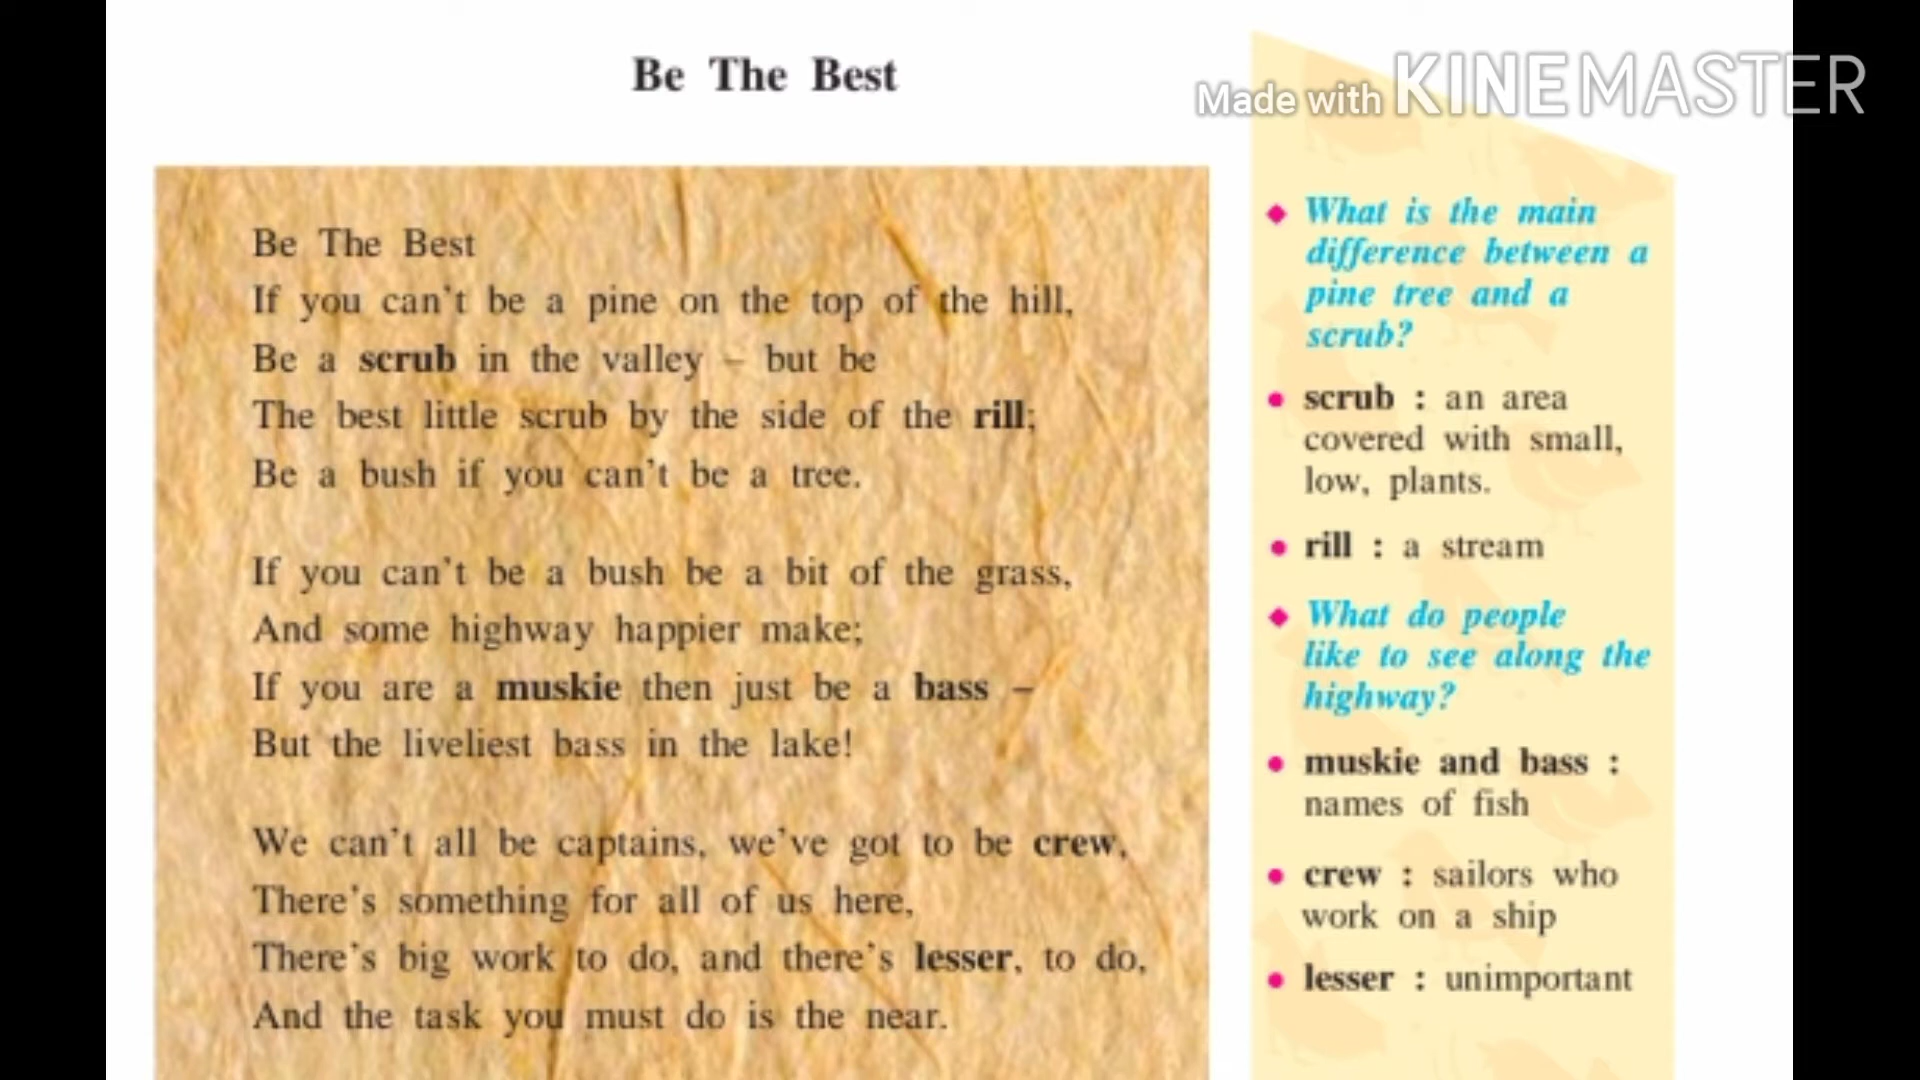 Be The Best
Made with KINEMASTER
Be The Best
If you can't be a pine on the top of the hill,
Be a scrub in the valley – but be
The best little scrub by the side of the rill;
Be a bush if you can't be a tree.
If you can't be a bush be a bit of the grass,
And some highway happier make;
If you are a muskie then just be a bass –
But the liveliest bass in the lake!
We can't all be captains, we've got to be crew,
There's something for all of us here,
There's big work to do, and there's lesser, to do,
And the task you must do is the near.
◆ What is the main
difference between a
pine tree and a
scrub?
• scrub : an area
covered with small,
low, plants.
• rill : a stream
◆ What do people
like to see along the
highway?
• muskie and bass :
names of fish
• crew : sailors who
work on a ship
• lesser : unimportant